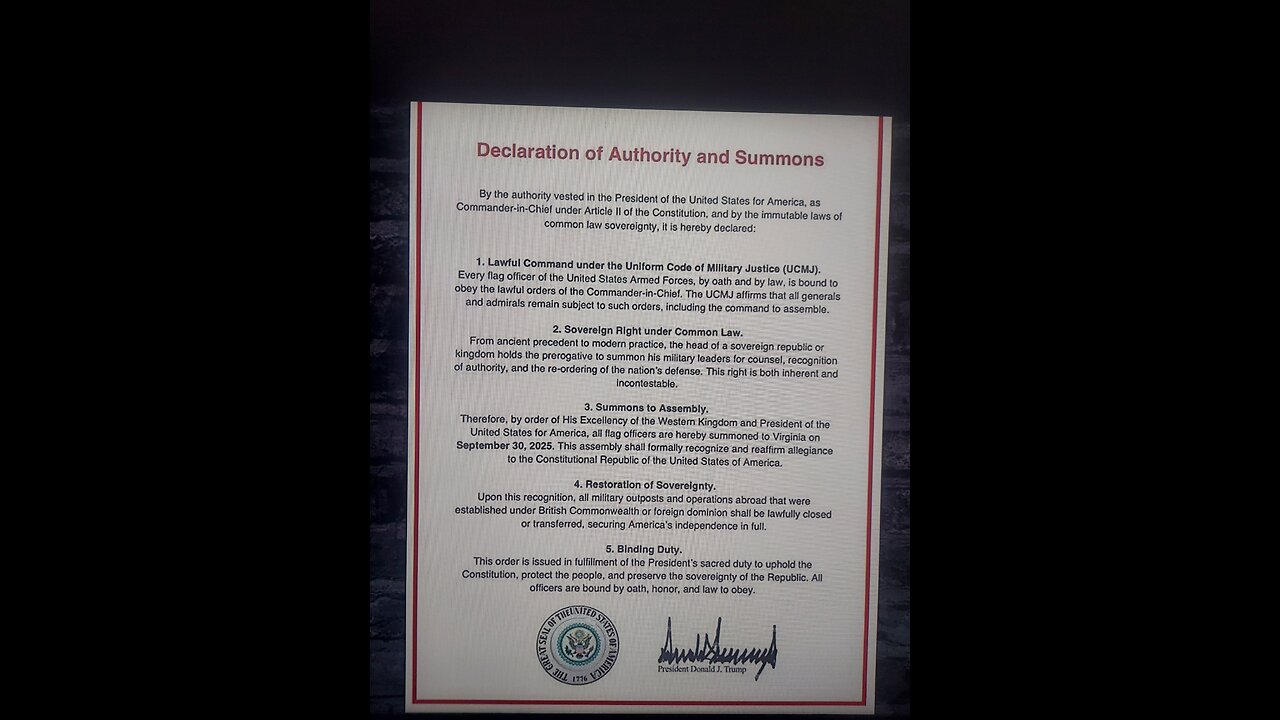 Declaration of Authority and Summons
By the authority vested in the President of the United States for America, as
Commander-in-Chief under Article II of the Constitution, and by the immutable laws of
common law sovereignty, it is hereby declared:
1. Lawful Command under the Uniform Code of Military Justice (UCMJ).
Every flag officer of the United States Armed Forces, by oath and by law, is bound to
obey the lawful orders of the Commander-in-Chief. The UCMJ affirms that all generals
and admirals remain subject to such orders, including the command to assemble.
2. Sovereign Right under Common Law.
From ancient precedent to modern practice, the head of a sovereign republic or
kingdom holds the prerogative to summon his military leaders for counsel, recognition
of authority, and the re-ordering of the nation's defense. This right is both inherent and
incontestable.
3. Summons to Assembly.
Therefore, by order of His Excellency of the Western Kingdom and President of the
United States for America, all flag officers are hereby summoned to Virginia on
September 30, 2025. This assembly shall formally recognize and reaffirm allegiance
to the Constitutional Republic of the United States of America.
4. Restoration of Sovereignty.
Upon this recognition, all military outposts and operations abroad that were
established under British Commonwealth or foreign dominion shall be lawfully closed
or transferred, securing America's independence in full.
5. Binding Duty.
This order is issued in fulfillment of the President's sacred duty to uphold the
Constitution, protect the people, and preserve the sovereignty of the Republic. All
officers are bound by oath, honor, and law to obey.
THE GREAT SEAL OF THE UNITED STATES OF AMERICA
1776
President Donald J. Trump